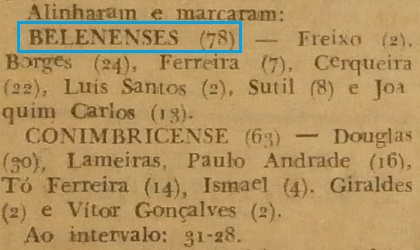 Alinharam e marcaram:
BELENENSES (78) — Freixo (2),
Borges (24), Ferreira (7), Cerqueira
(22), Luís Santos (2), Sutil (8) e Joa
quim Carlos (13).
CONIMBRICENSE (63) — Douglas
(30), Lameiras, Paulo Andrade (16),
Tó Ferreira (14), Ismael (4). Giraldes
(2) e Vítor Gonçalves (2).
Ao intervalo: 31-28.